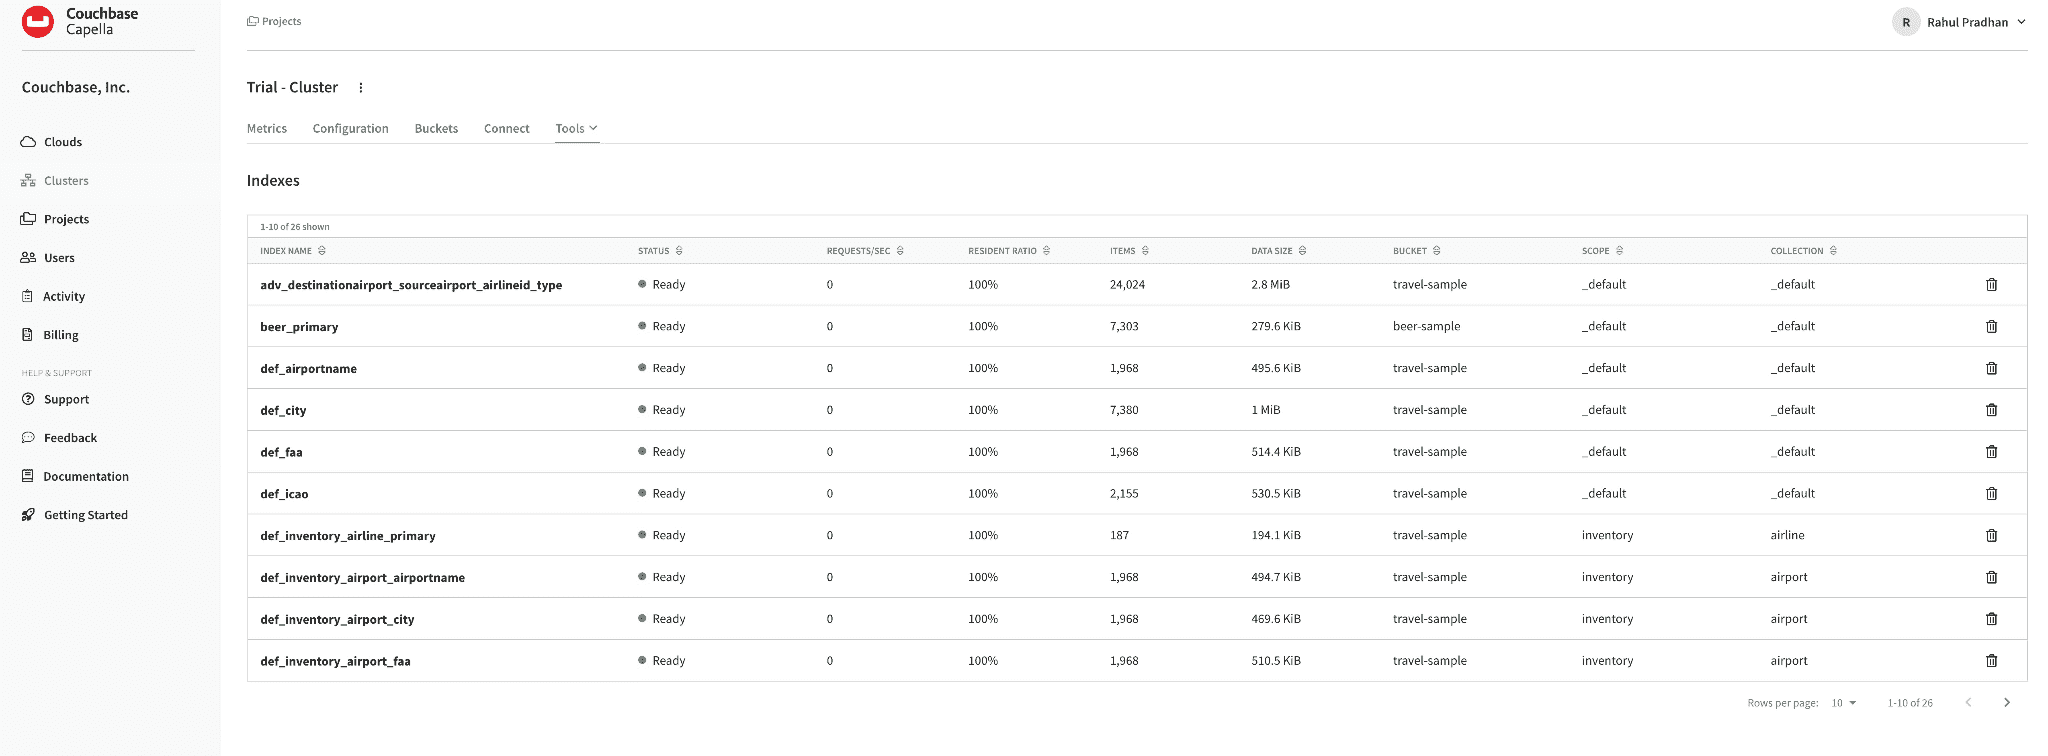 Couchbase
Capella
Projects
R Rahul Pradhan
Couchbase, Inc.
Clouds
Clusters
Projects
Users
Activity
Billing
HELP & SUPPORT
Support
Feedback
Documentation
Getting Started
Trial - Cluster
Metrics Configuration Buckets Connect Tools
Indexes
1-10 of 26 shown
INDEX NAME STATUS REQUESTS/SEC RESIDENT RATIO ITEMS DATA SIZE BUCKET SCOPE COLLECTION
adv_destinationairport_sourceairport_airlineid_type Ready 0 100% 24,024 2.8 MiB travel-sample _default _default
beer_primary Ready 0 100% 7,303 279.6 KiB beer-sample _default _default
def_airportname Ready 0 100% 1,968 495.6 KiB travel-sample _default _default
def_city Ready 0 100% 7,380 1 MiB travel-sample _default _default
def_faa Ready 0 100% 1,968 514.4 KiB travel-sample _default _default
def_icao Ready 0 100% 2,155 530.5 KiB travel-sample _default _default
def_inventory_airline_primary Ready 0 100% 187 194.1 KiB travel-sample inventory airline
def_inventory_airport_airportname Ready 0 100% 1,968 494.7 KiB travel-sample inventory airport
def_inventory_airport_city Ready 0 100% 1,968 469.6 KiB travel-sample inventory airport
def_inventory_airport_faa Ready 0 100% 1,968 510.5 KiB travel-sample inventory airport
Rows per page: 10 1-10 of 26